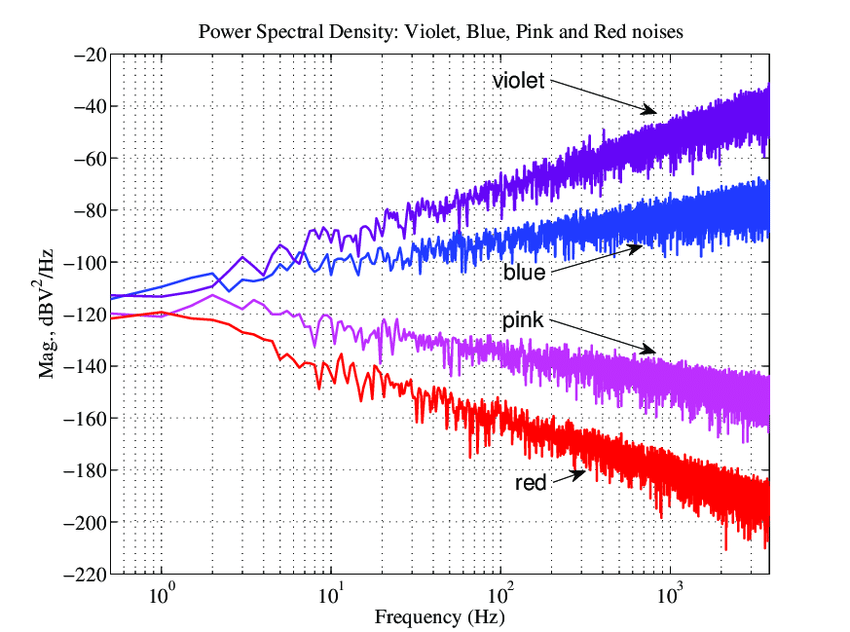 Power Spectral Density: Violet, Blue, Pink and Red noises
−20
−40
−60
−80
−100
−120
−140
−160
−180
−200
−220
Mag., dBV²/Hz
violet
blue
pink
red
10⁰ 10¹ 10² 10³
Frequency (Hz)